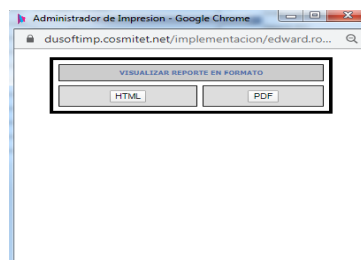 Administrador de Impresion - Google Chrome
dusoftimp.cosmitet.net/implementacion/edward.ro...
VISUALIZAR REPORTE EN FORMATO
HTML PDF